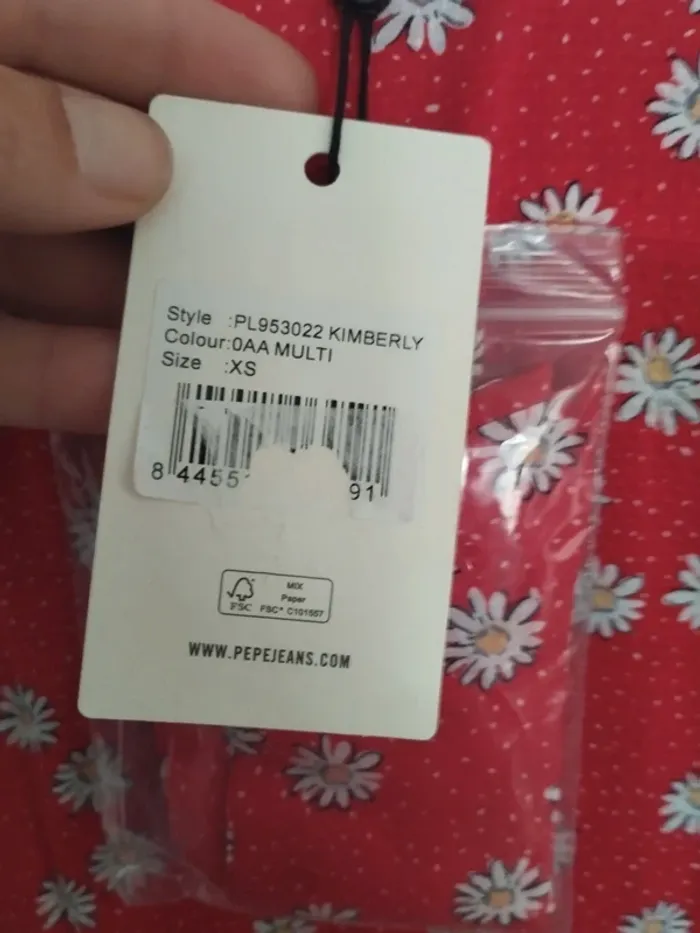 Style :PL953022 KIMBERLY
Colour:0AA MULTI
Size :XS
8 4455 91
FSC
MIX
Paper
FSC® C101557
WWW.PEPEJEANS.COM